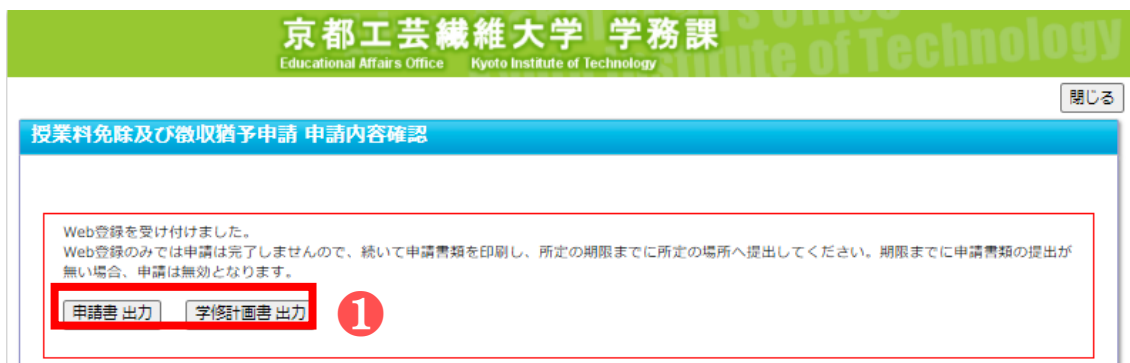 京都工芸繊維大学 学務課
Educational Affairs Office Kyoto Institute of Technology
閉じる
授業料免除及び徴収猶予申請 申請内容確認
Web登録を受け付けました。
Web登録のみでは申請は完了しませんので、続いて申請書類を印刷し、所定の期限までに所定の場所へ提出してください。期限までに申請書類の提出が
無い場合、申請は無効となります。
申請書 出力 学修計画書 出力 1